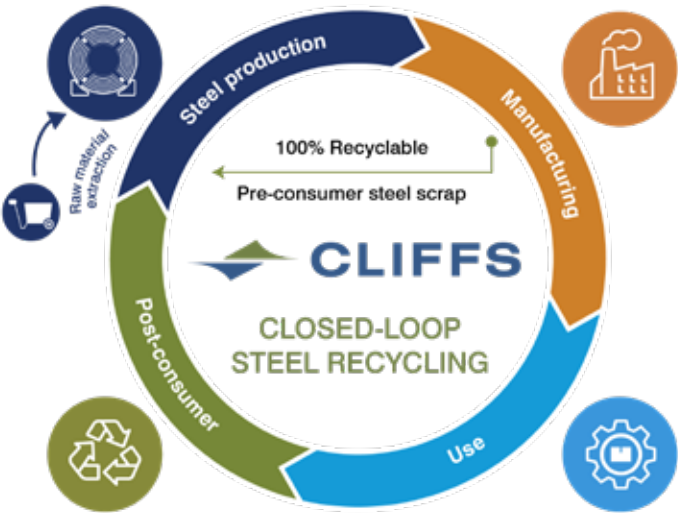 Steel production
Manufacturing
Raw material/
extraction
100% Recyclable
Pre-consumer steel scrap
CLIFFS
CLOSED-LOOP
STEEL RECYCLING
Post-consumer
Use